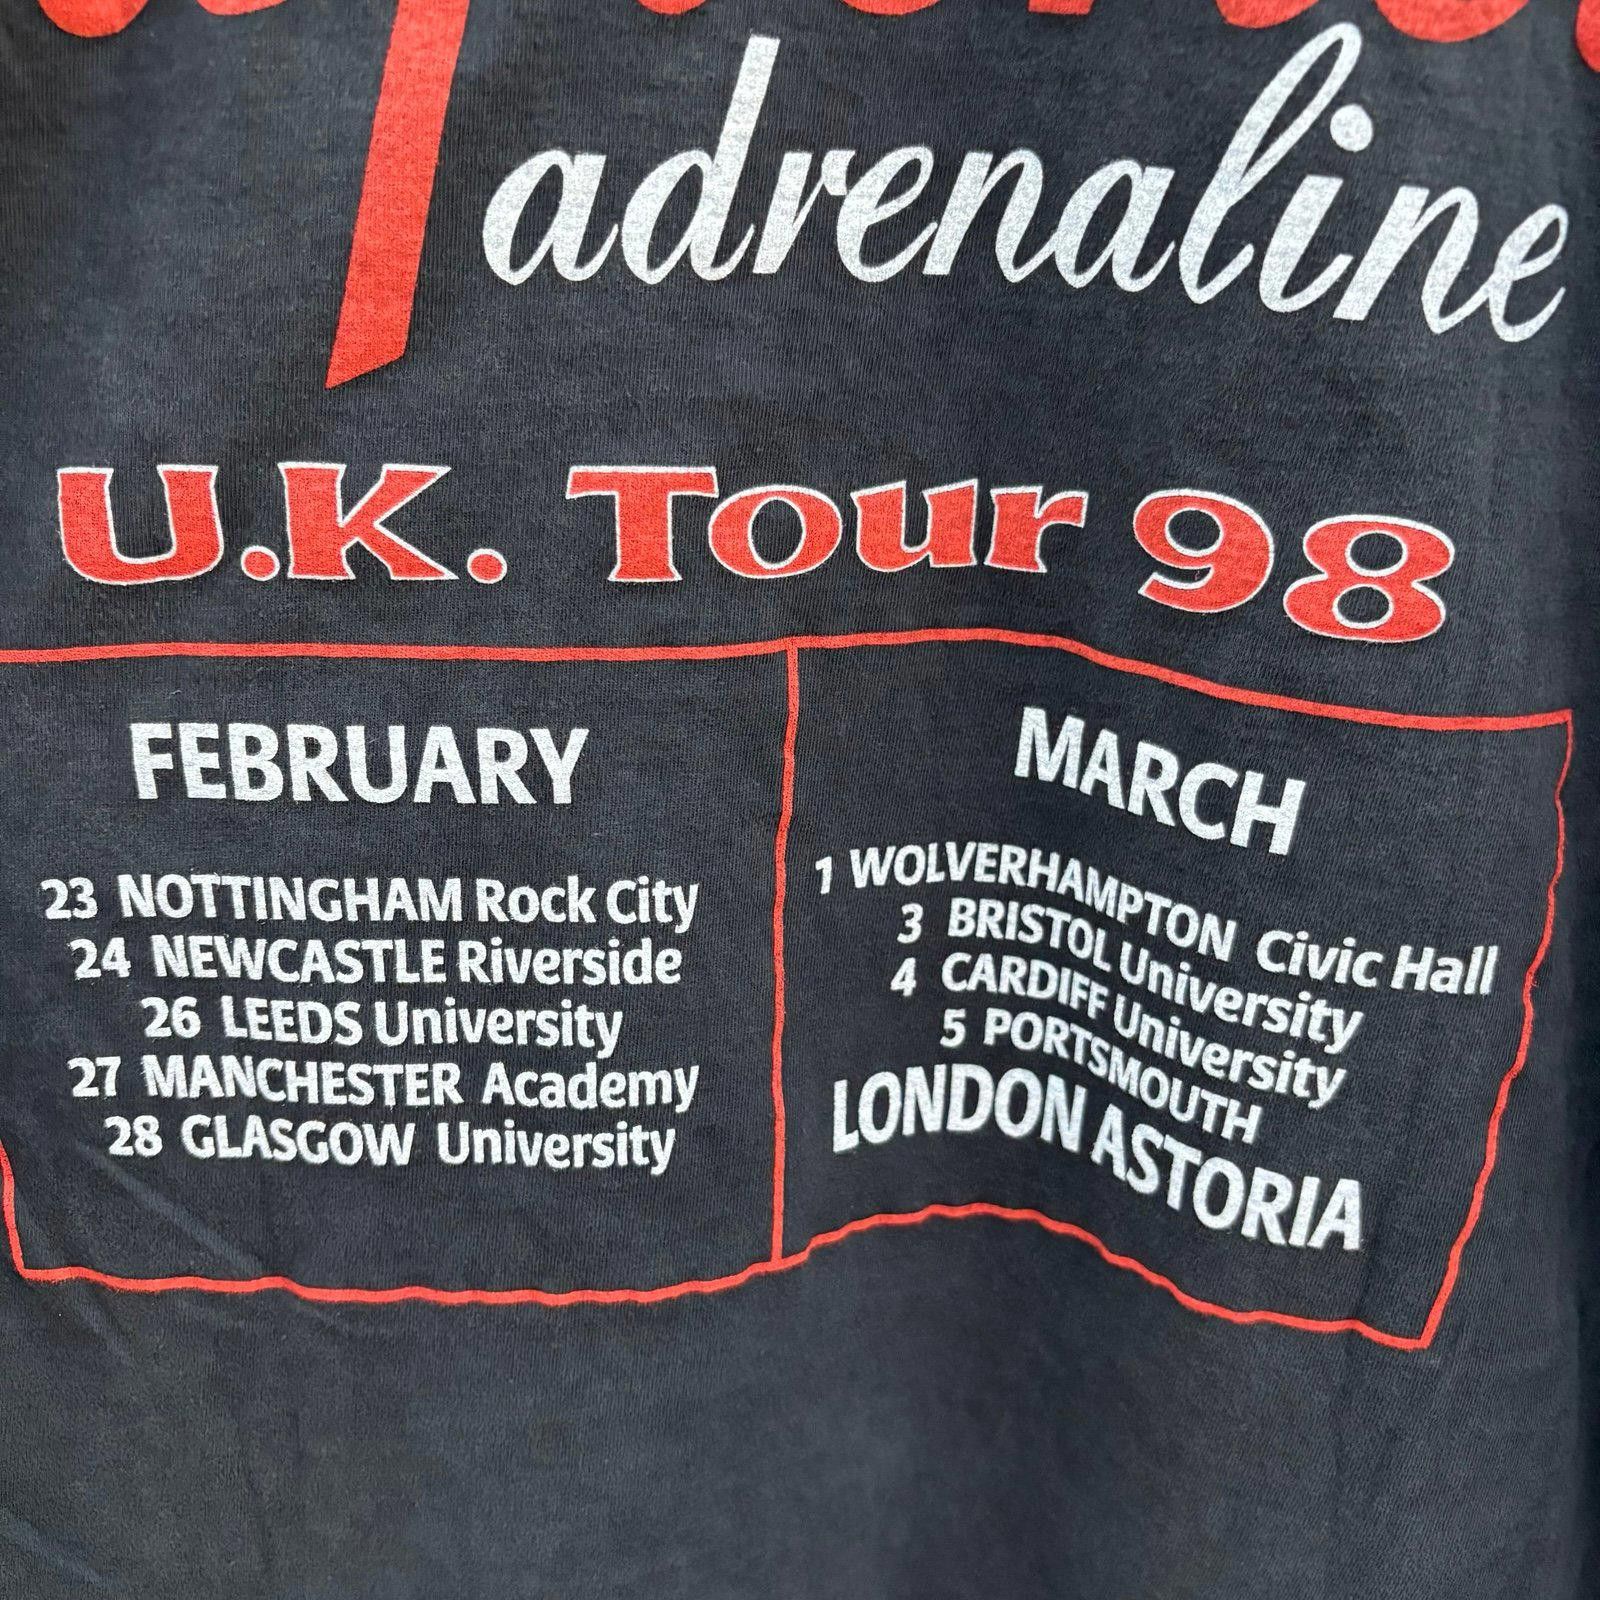 adrenaline
U.K. Tour 98
FEBRUARY
23 NOTTINGHAM Rock City
24 NEWCASTLE Riverside
26 LEEDS University
27 MANCHESTER Academy
28 GLASGOW University
MARCH
1 WOLVERHAMPTON Civic Hall
3 BRISTOL University
4 CARDIFF University
5 PORTSMOUTH
LONDON ASTORIA